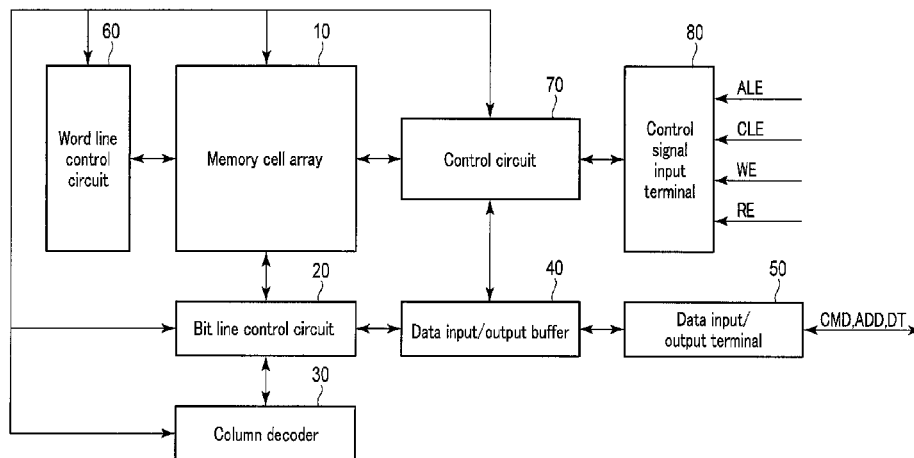 60
10
80
70
ALE
Word line
control
circuit
Memory cell array
Control circuit
Control
signal
input
terminal
CLE
WE
RE
20
40
50
Bit line control circuit
Data input/output buffer
Data input/
output terminal
CMD,ADD,DT
30
Column decoder